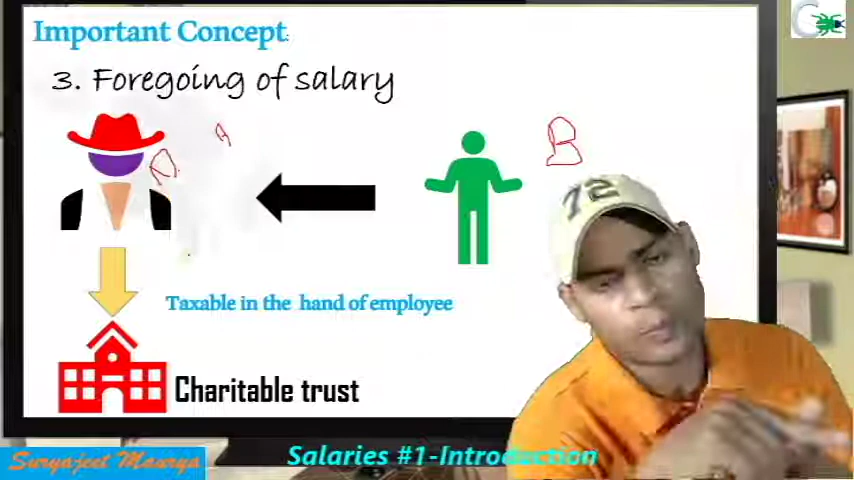 Important Concept
3. Foregoing of salary
B
72
Taxable in the hand of employee
Charitable trust
Salaries #1-Introduction
Suryajeet Maurya